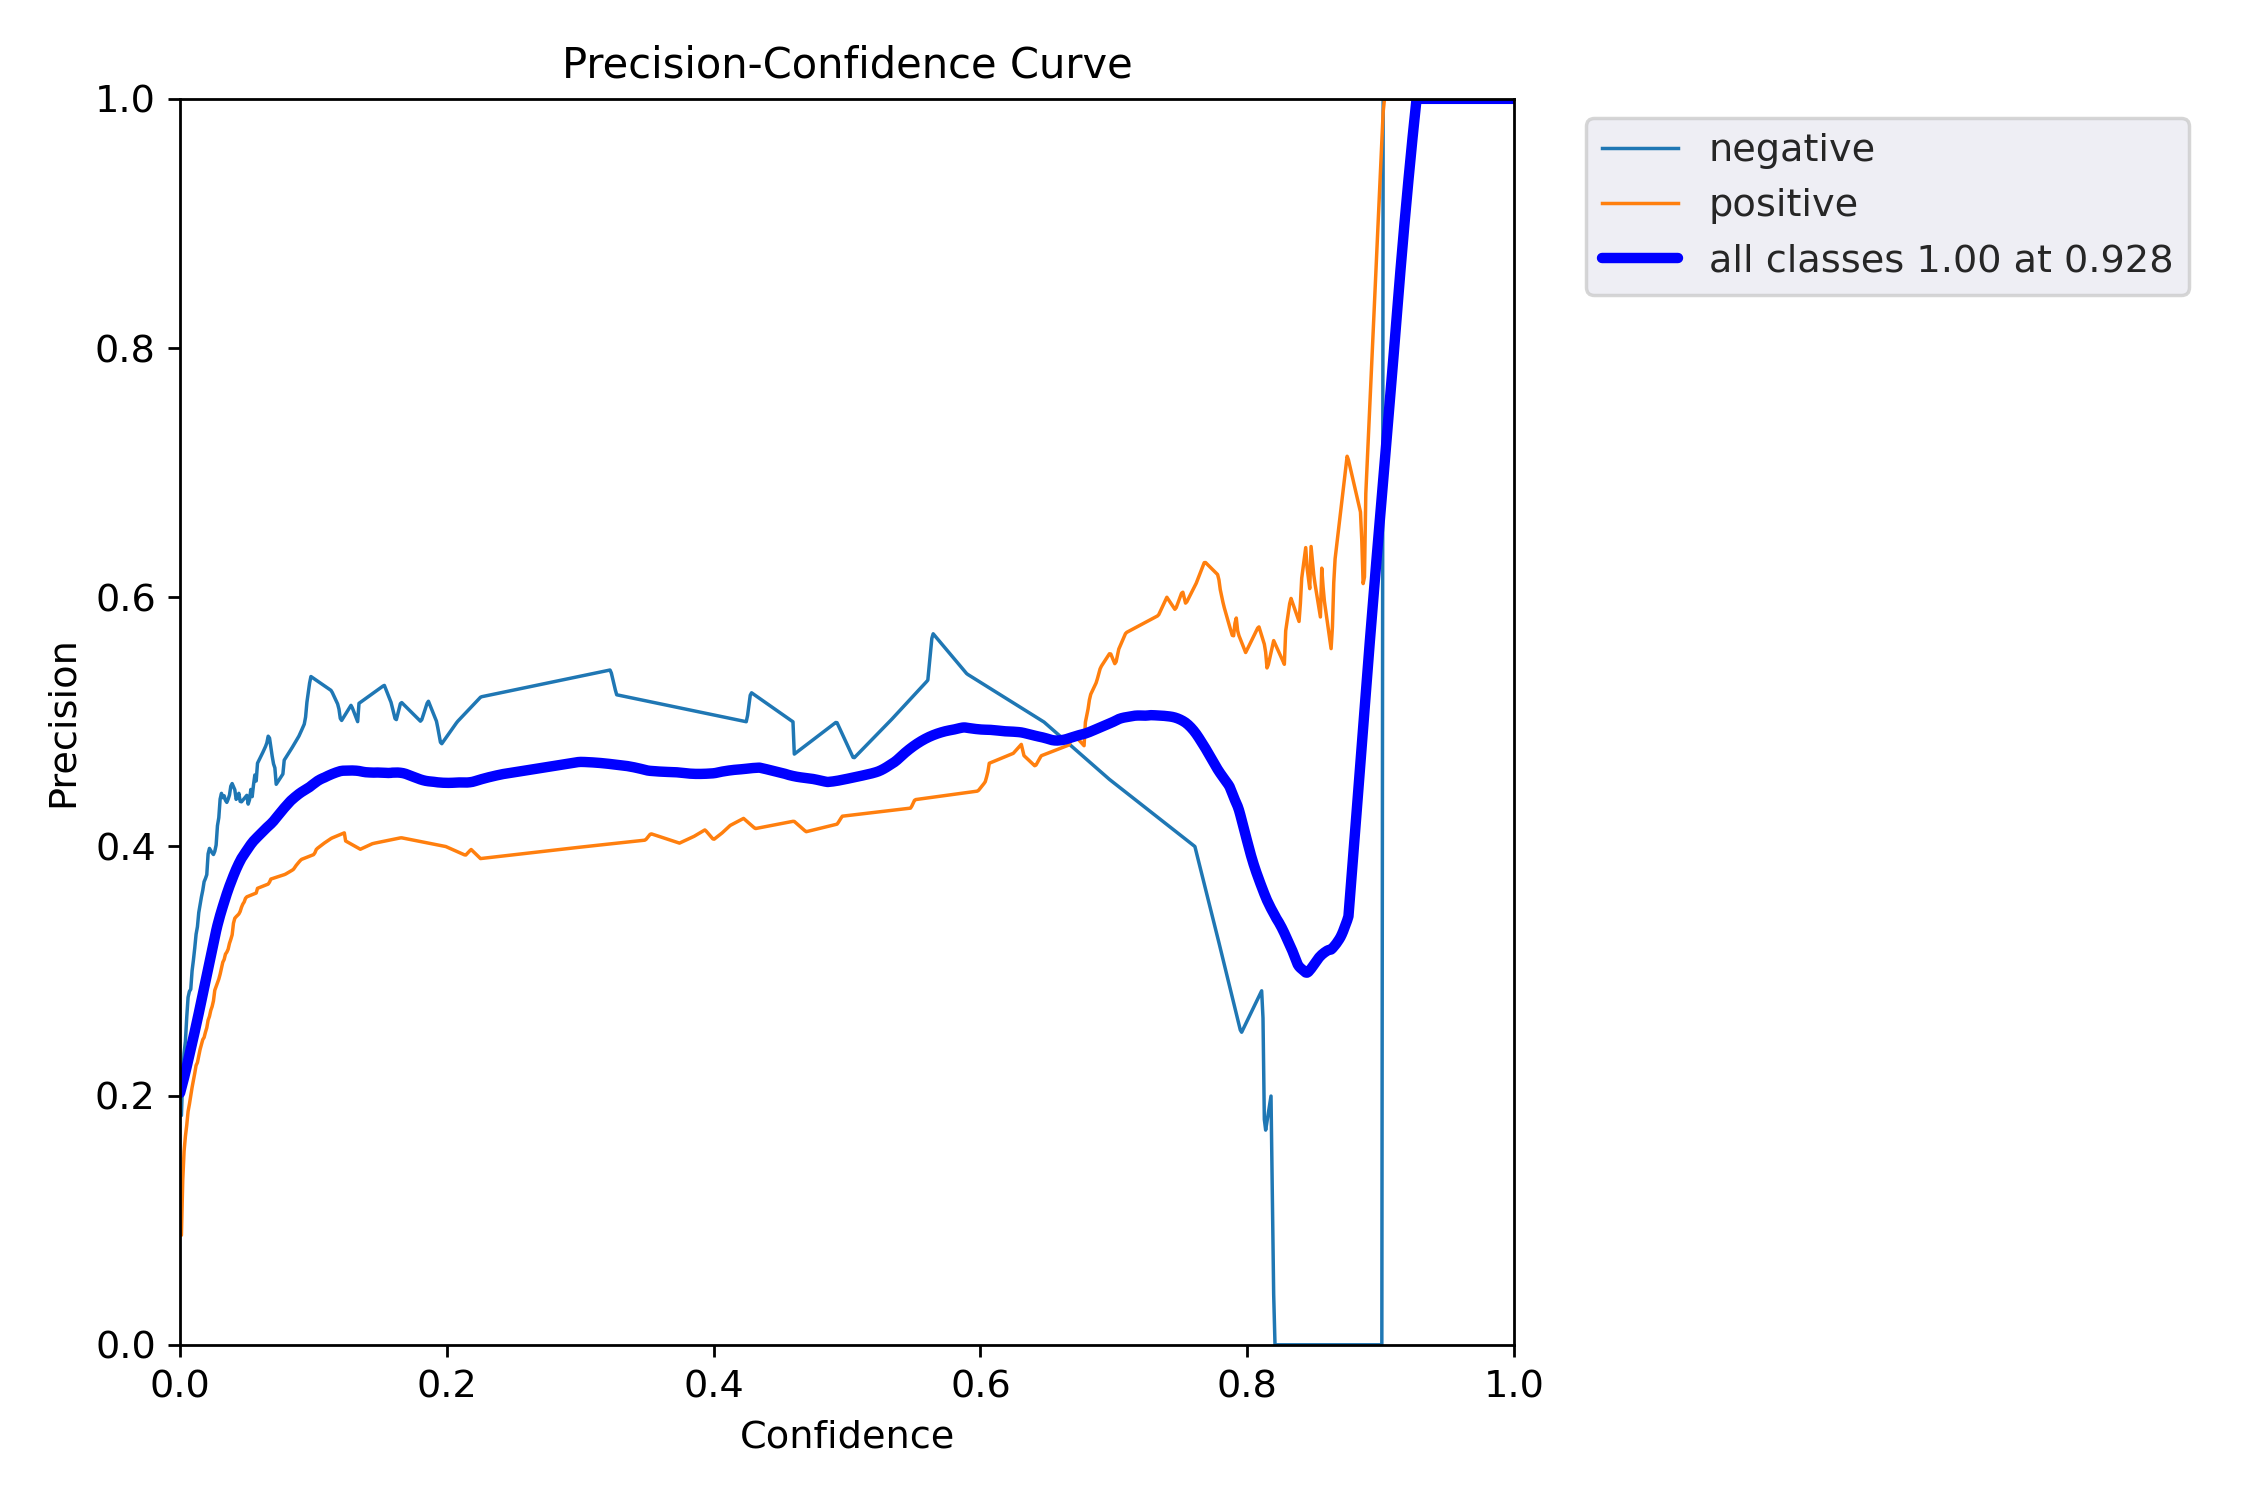 Precision-Confidence Curve
1.0
0.8
0.6
0.4
0.2
0.0
Precision
0.0 0.2 0.4 0.6 0.8 1.0
Confidence
negative
positive
all classes 1.00 at 0.928